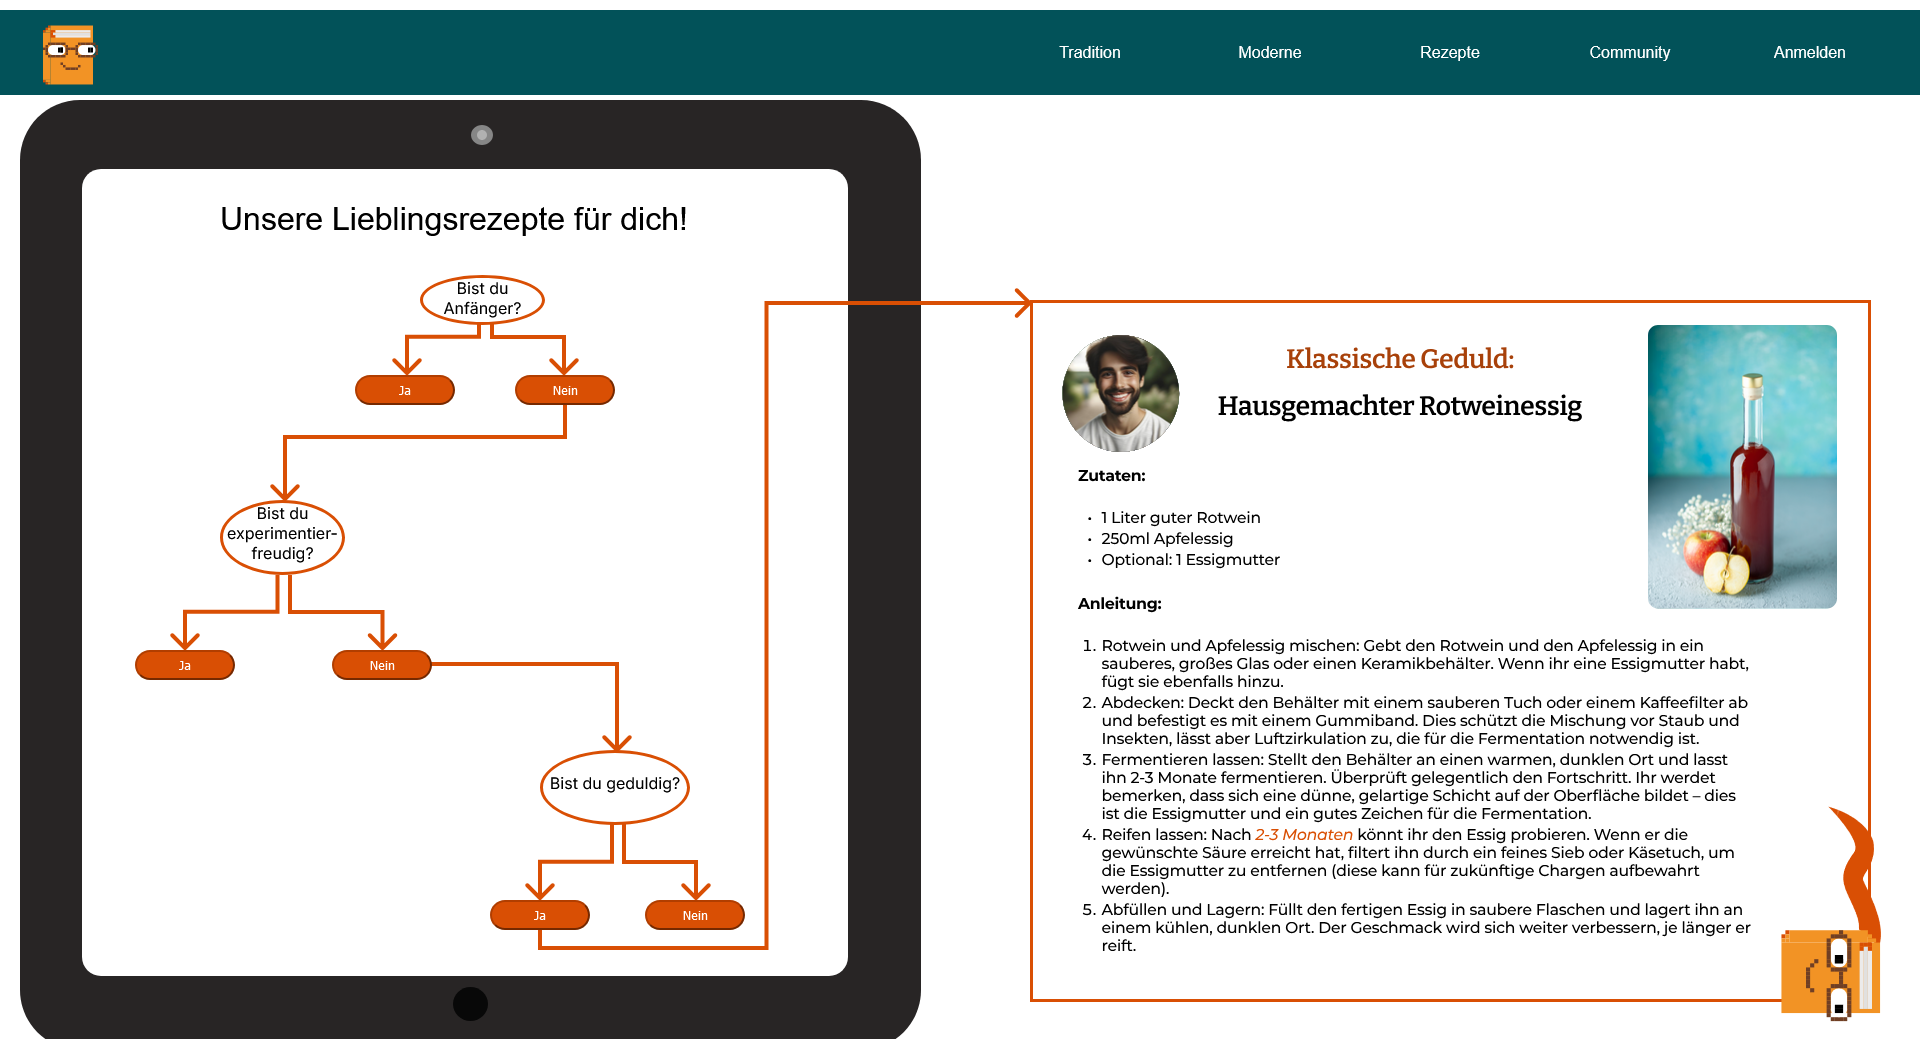 Tradition
Moderne
Rezepte
Community
Anmelden
Unsere Lieblingsrezepte für dich!
Bist du
Anfänger?
Ja
Nein
Bist du
experimentier-
freudig?
Ja
Nein
Bist du geduldig?
Ja
Nein
Klassische Geduld:
Hausgemachter Rotweinessig
Zutaten:
• 1 Liter guter Rotwein
• 250ml Apfelessig
• Optional: 1 Essigmutter
Anleitung:
1. Rotwein und Apfelessig mischen: Gebt den Rotwein und den Apfelessig in ein
sauberes, großes Glas oder einen Keramikbehälter. Wenn ihr eine Essigmutter habt,
fügt sie ebenfalls hinzu.
2. Abdecken: Deckt den Behälter mit einem sauberen Tuch oder einem Kaffeefilter ab
und befestigt es mit einem Gummiband. Dies schützt die Mischung vor Staub und
Insekten, lässt aber Luftzirkulation zu, die für die Fermentation notwendig ist.
3. Fermentieren lassen: Stellt den Behälter an einen warmen, dunklen Ort und lasst
ihn 2-3 Monate fermentieren. Überprüft gelegentlich den Fortschritt. Ihr werdet
bemerken, dass sich eine dünne, gelartige Schicht auf der Oberfläche bildet – dies
ist die Essigmutter und ein gutes Zeichen für die Fermentation.
4. Reifen lassen: Nach 2-3 Monaten könnt ihr den Essig probieren. Wenn er die
gewünschte Säure erreicht hat, filtert ihn durch ein feines Sieb oder Käsetuch, um
die Essigmutter zu entfernen (diese kann für zukünftige Chargen aufbewahrt
werden).
5. Abfüllen und Lagern: Füllt den fertigen Essig in saubere Flaschen und lagert ihn an
einem kühlen, dunklen Ort. Der Geschmack wird sich weiter verbessern, je länger er
reift.